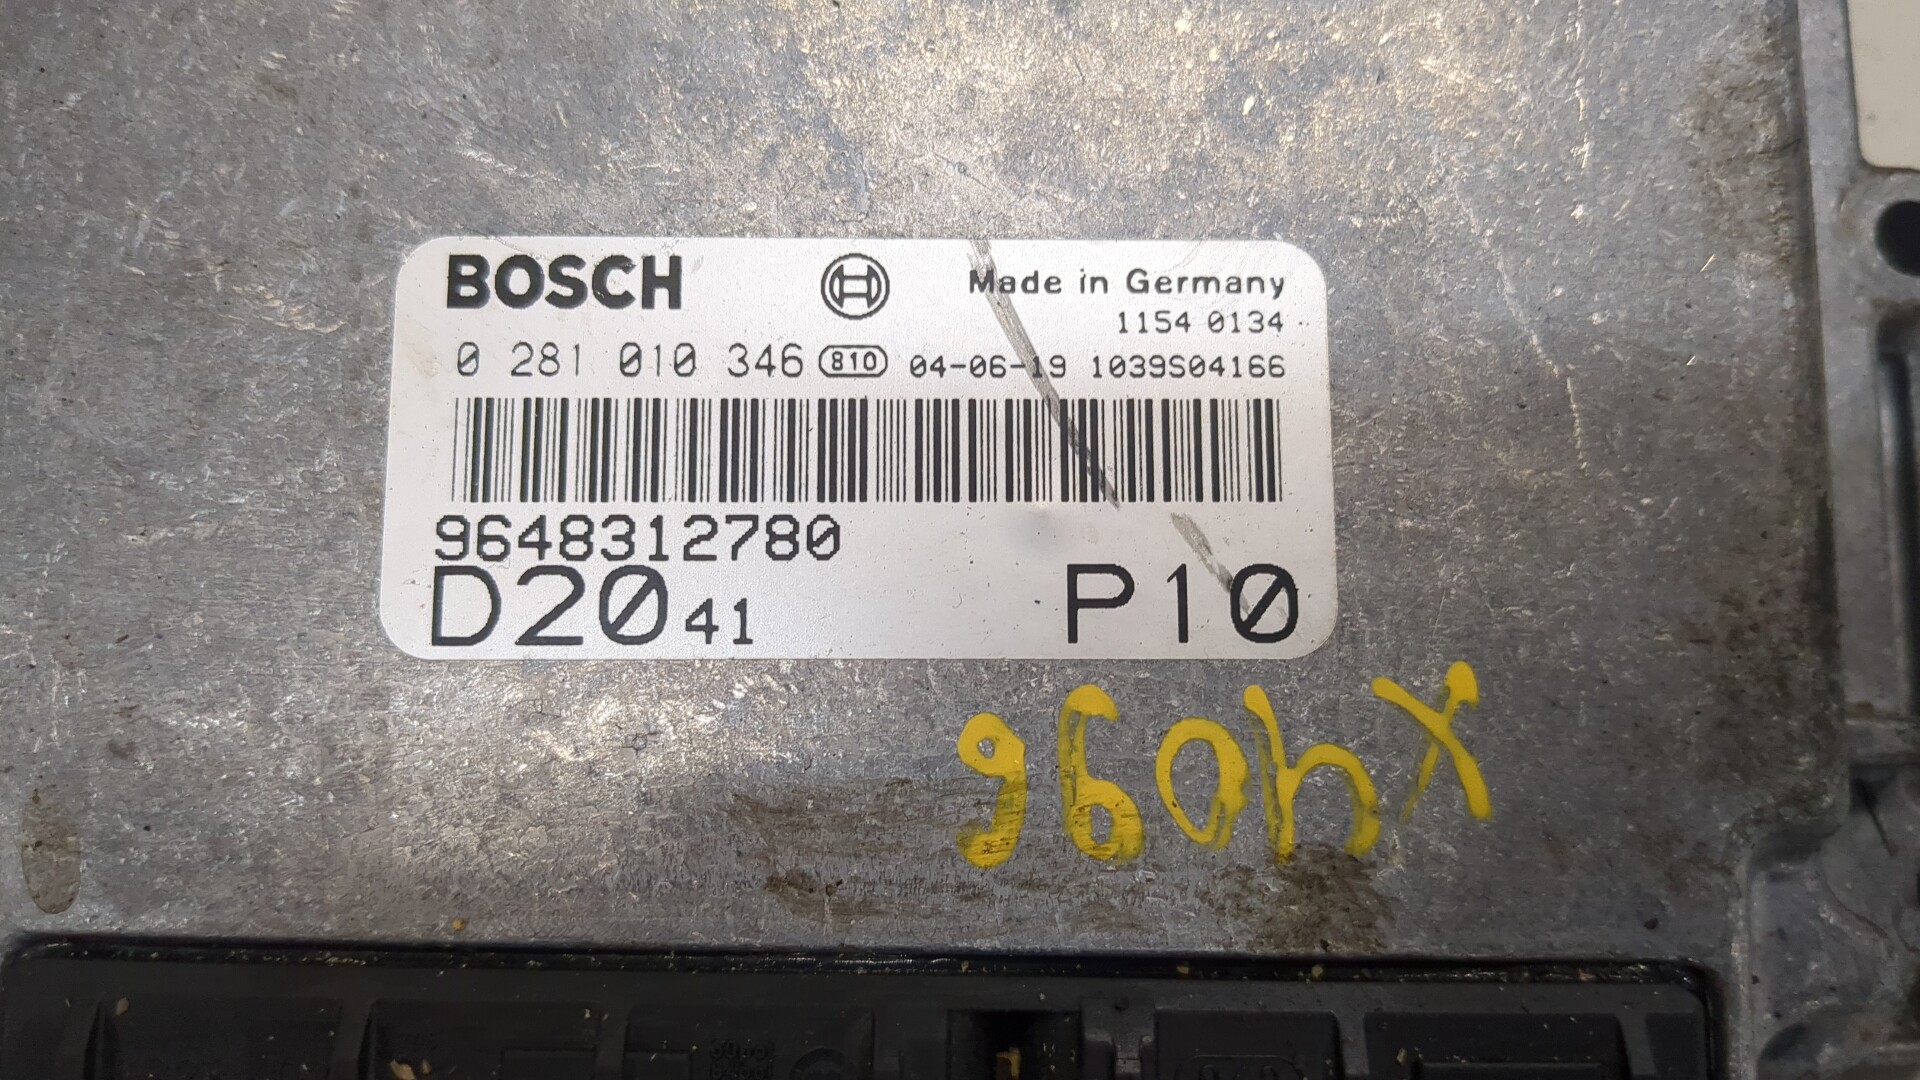 BOSCH Made in Germany
1154 0134
0 281 010 346 810 04-06-19 1039S04166
9648312780
D20 41 P10